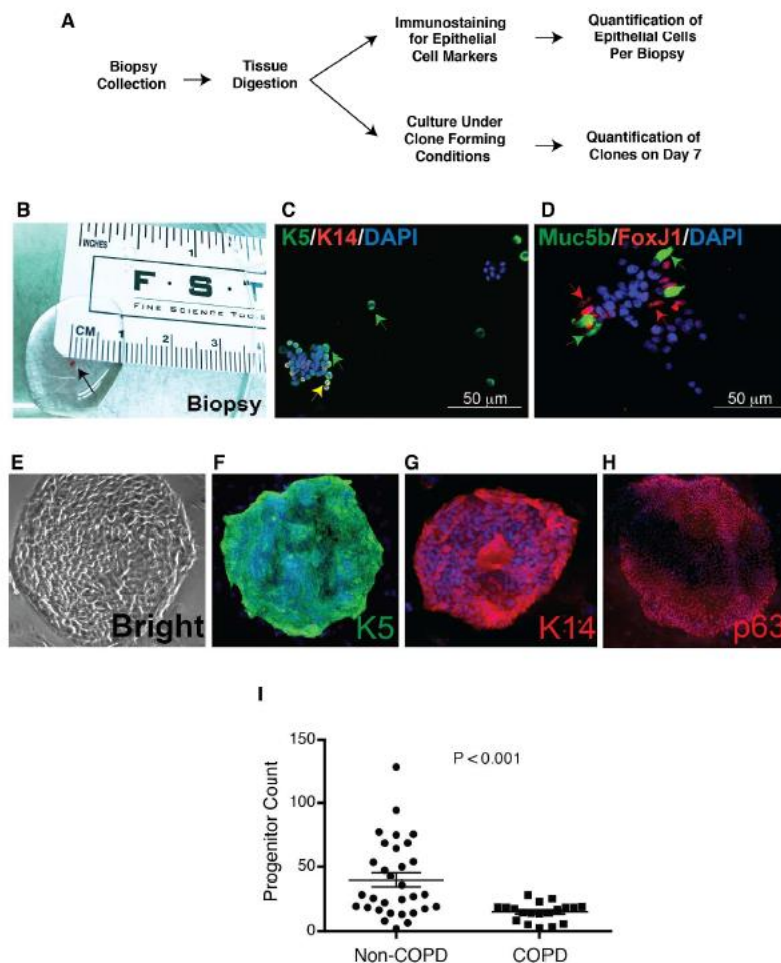 A
Biopsy
Collection
Tissue
Digestion
Immunostaining
for Epithelial
Cell Markers
Quantification of
Epithelial Cells
Per Biopsy
Culture Under
Clone Forming
Conditions
Quantification of
Clones on Day 7
B
INCHES
1
F·S·T
FINE SCIENCE TOOLS
CM 1 2 3
Biopsy
C
K5/K14/DAPI
50 μm
D
Muc5b/FoxJ1/DAPI
50 μm
E
Bright
F
K5
G
K14
H
p63
I
Progenitor Count
150
100
50
0
P < 0.001
Non-COPD
COPD